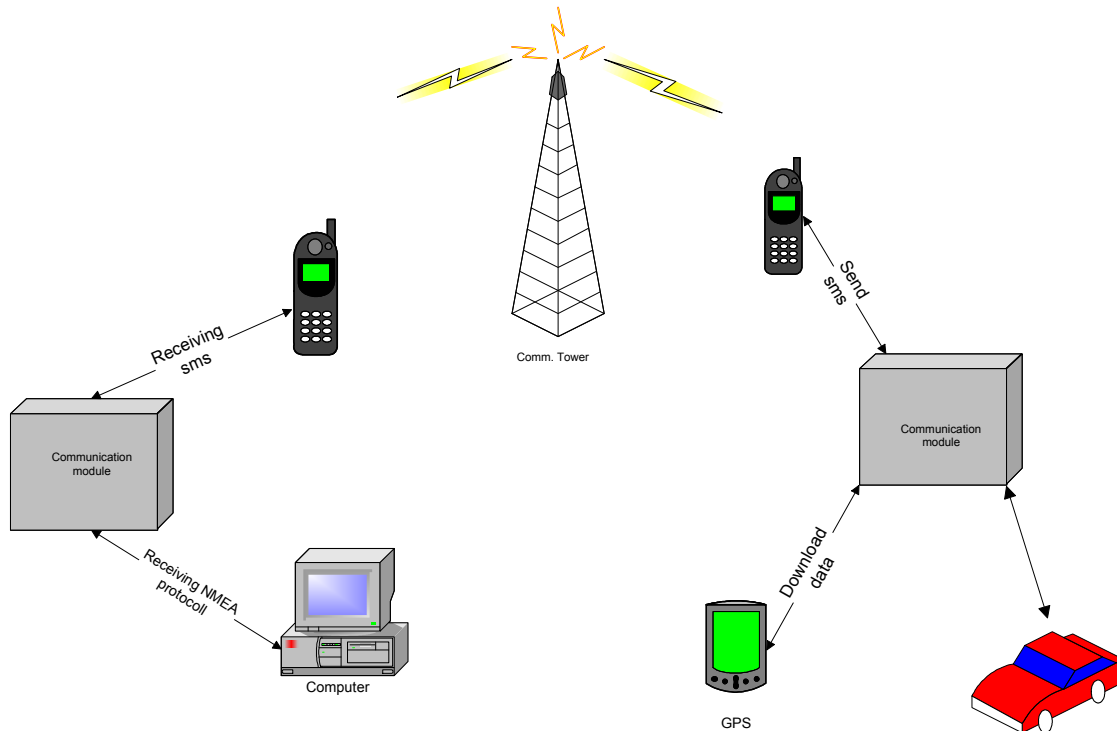 Comm. Tower
Receiving
sms
Send
sms
Communication
module
Communication
module
Receiving NMEA
protocoll
Download
data
Computer
GPS